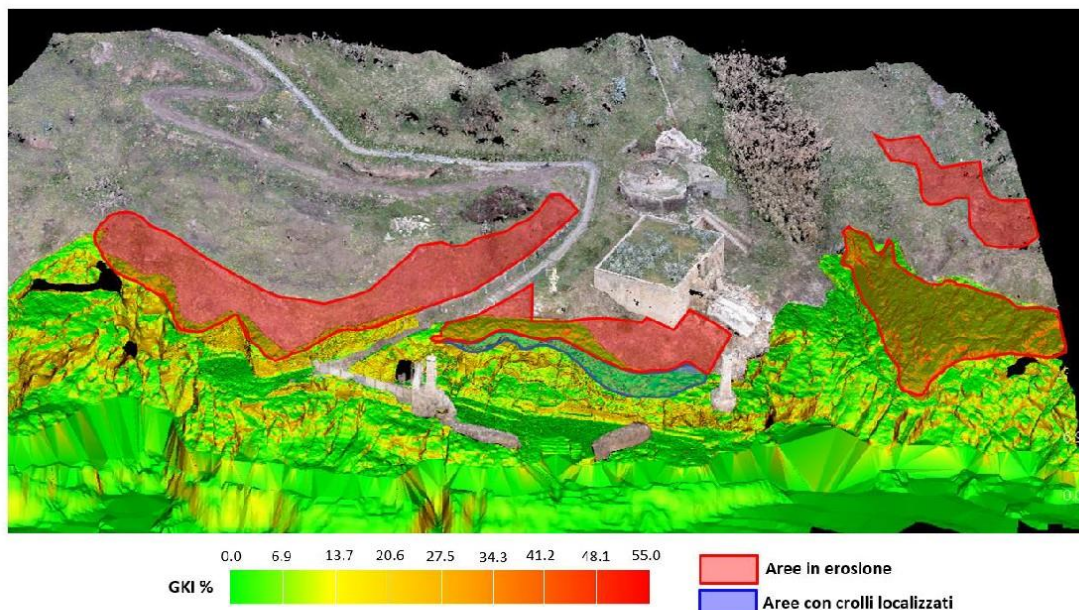 0.0 6.9 13.7 20.6 27.5 34.3 41.2 48.1 55.0
GKI %
Aree in erosione
Aree con crolli localizzati